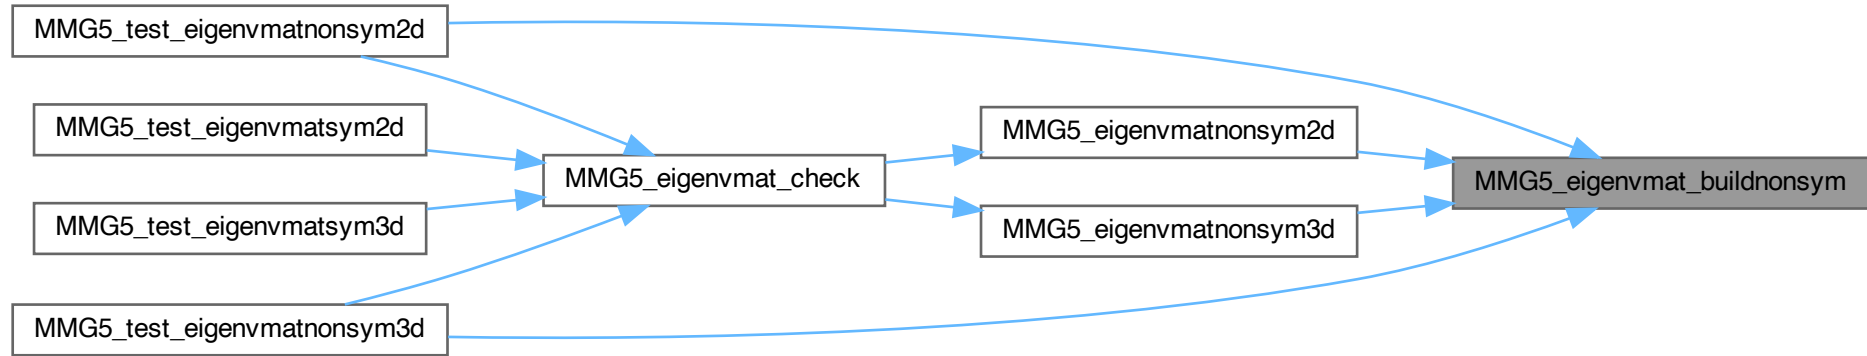 MMG5_test_eigenvmatnonsym2d
MMG5_test_eigenvmatsym2d
MMG5_test_eigenvmatsym3d
MMG5_test_eigenvmatnonsym3d
MMG5_eigenvmat_check
MMG5_eigenvmatnonsym2d
MMG5_eigenvmatnonsym3d
MMG5_eigenvmat_buildnonsym